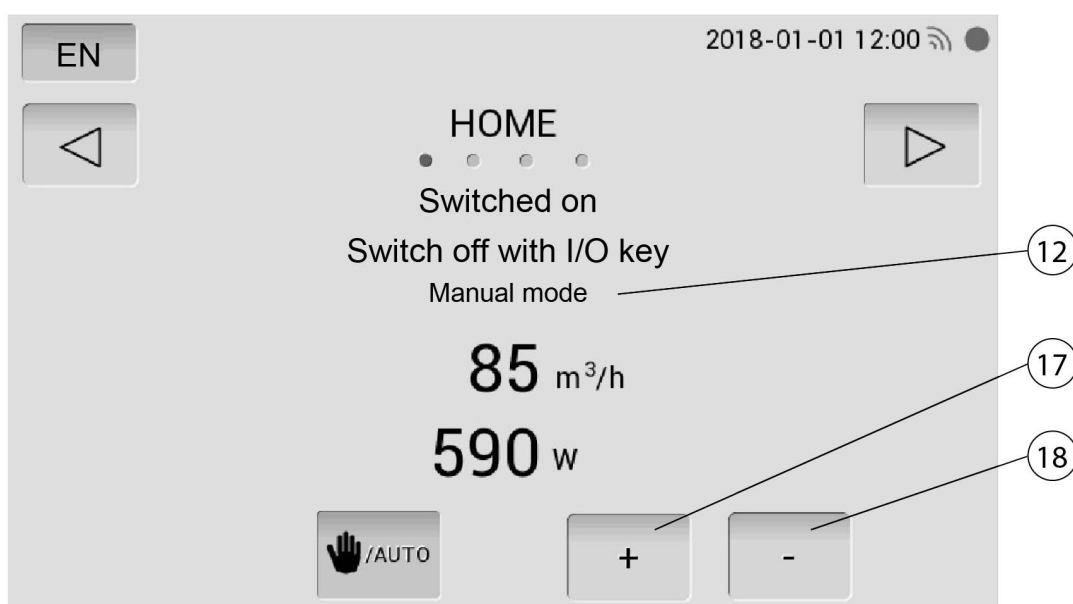 EN
2018-01-01 12:00
HOME
Switched on
Switch off with I/O key
Manual mode
12
85 m³/h
17
590 W
18
/AUTO
+
-